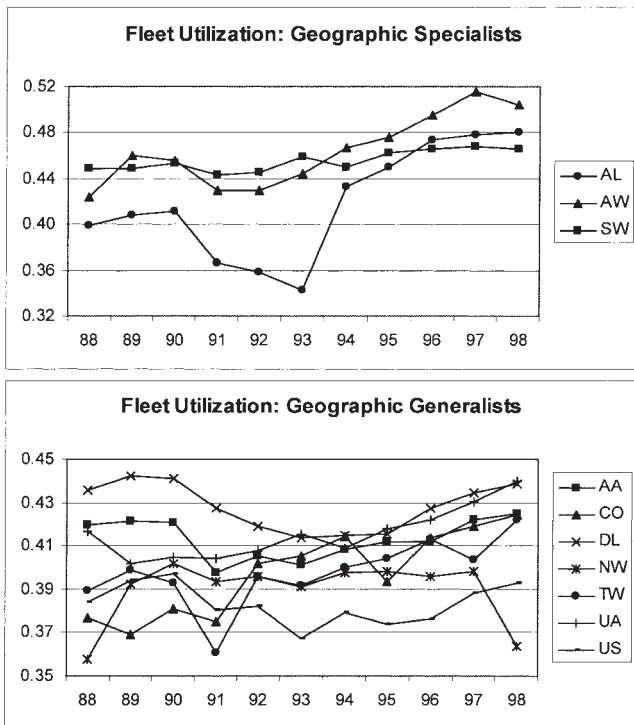 Fleet Utilization: Geographic Specialists
0.52
0.48
0.44
0.40
0.36
0.32
88 89 90 91 92 93 94 95 96 97 98
AL
AW
SW
Fleet Utilization: Geographic Generalists
0.45
0.43
0.41
0.39
0.37
0.35
88 89 90 91 92 93 94 95 96 97 98
AA
CO
DL
NW
TW
UA
US